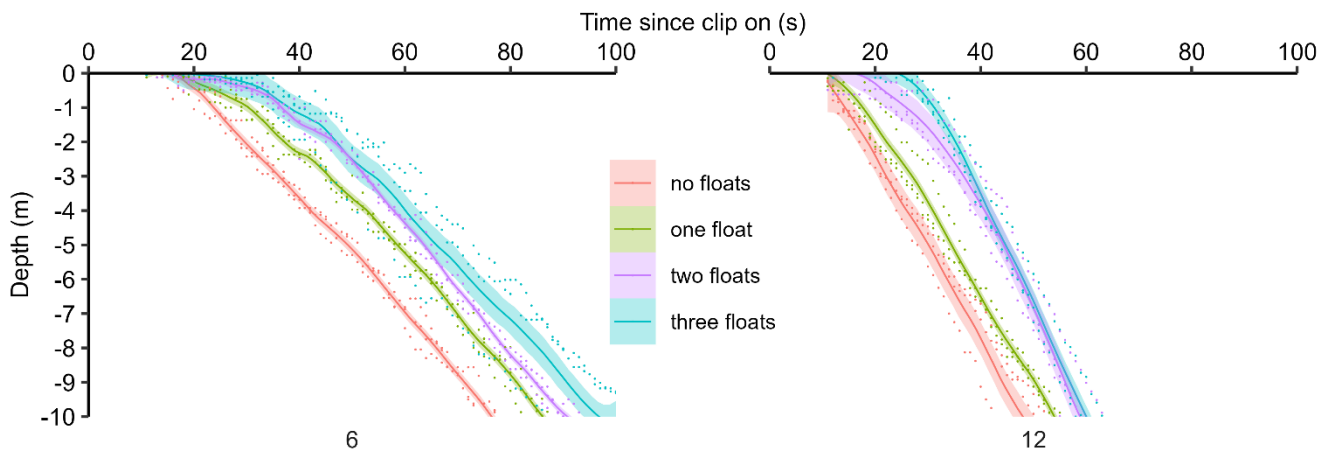 Time since clip on (s)
0 20 40 60 80 100
0 20 40 60 80 100
Depth (m)
0
-1
-2
-3
-4
-5
-6
-7
-8
-9
-10
no floats
one float
two floats
three floats
6
12